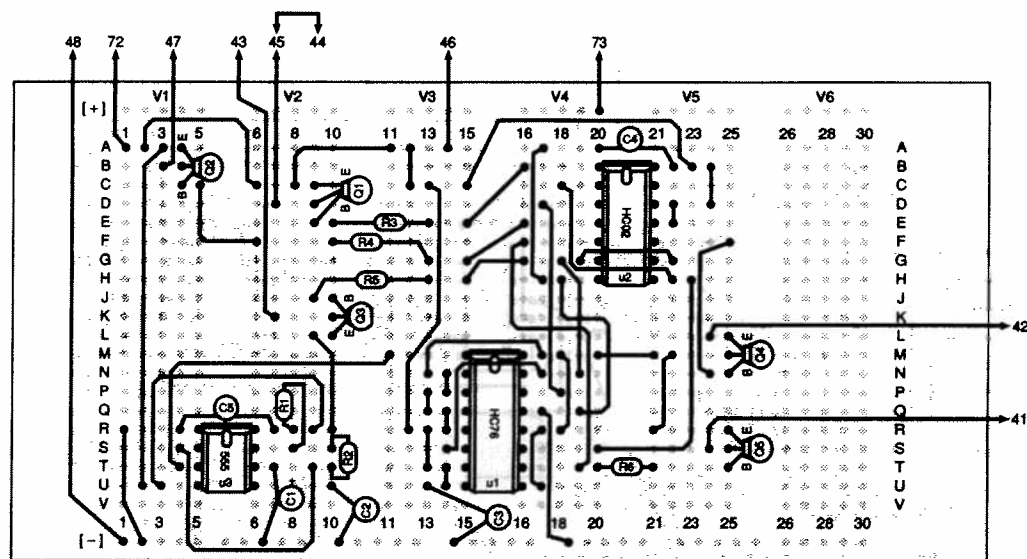 48 72 47 43 45 44 46 73
[+] V1 V2 V3 V4 V5 V6
1 3 5 6 8 10 11 13 15 16 18 20 21 23 25 26 28 30
C4
A A
B B
C C
D D
E E
F F
G G
H H
J J
K K
L L
M M
N N
P P
Q Q
R R
S S
T T
U U
V V
E Q2 B
E Q1 B
R3
R4
R5
B Q3 E
HC02
u2
42
E Q4 B
41
E Q5 B
R6
C5
R1
555
u3
R2
HC76
u1
C1 +
C2
C3
1 3 5 6 8 10 11 13 15 16 18 20 21 23 25 26 28 30
[-]